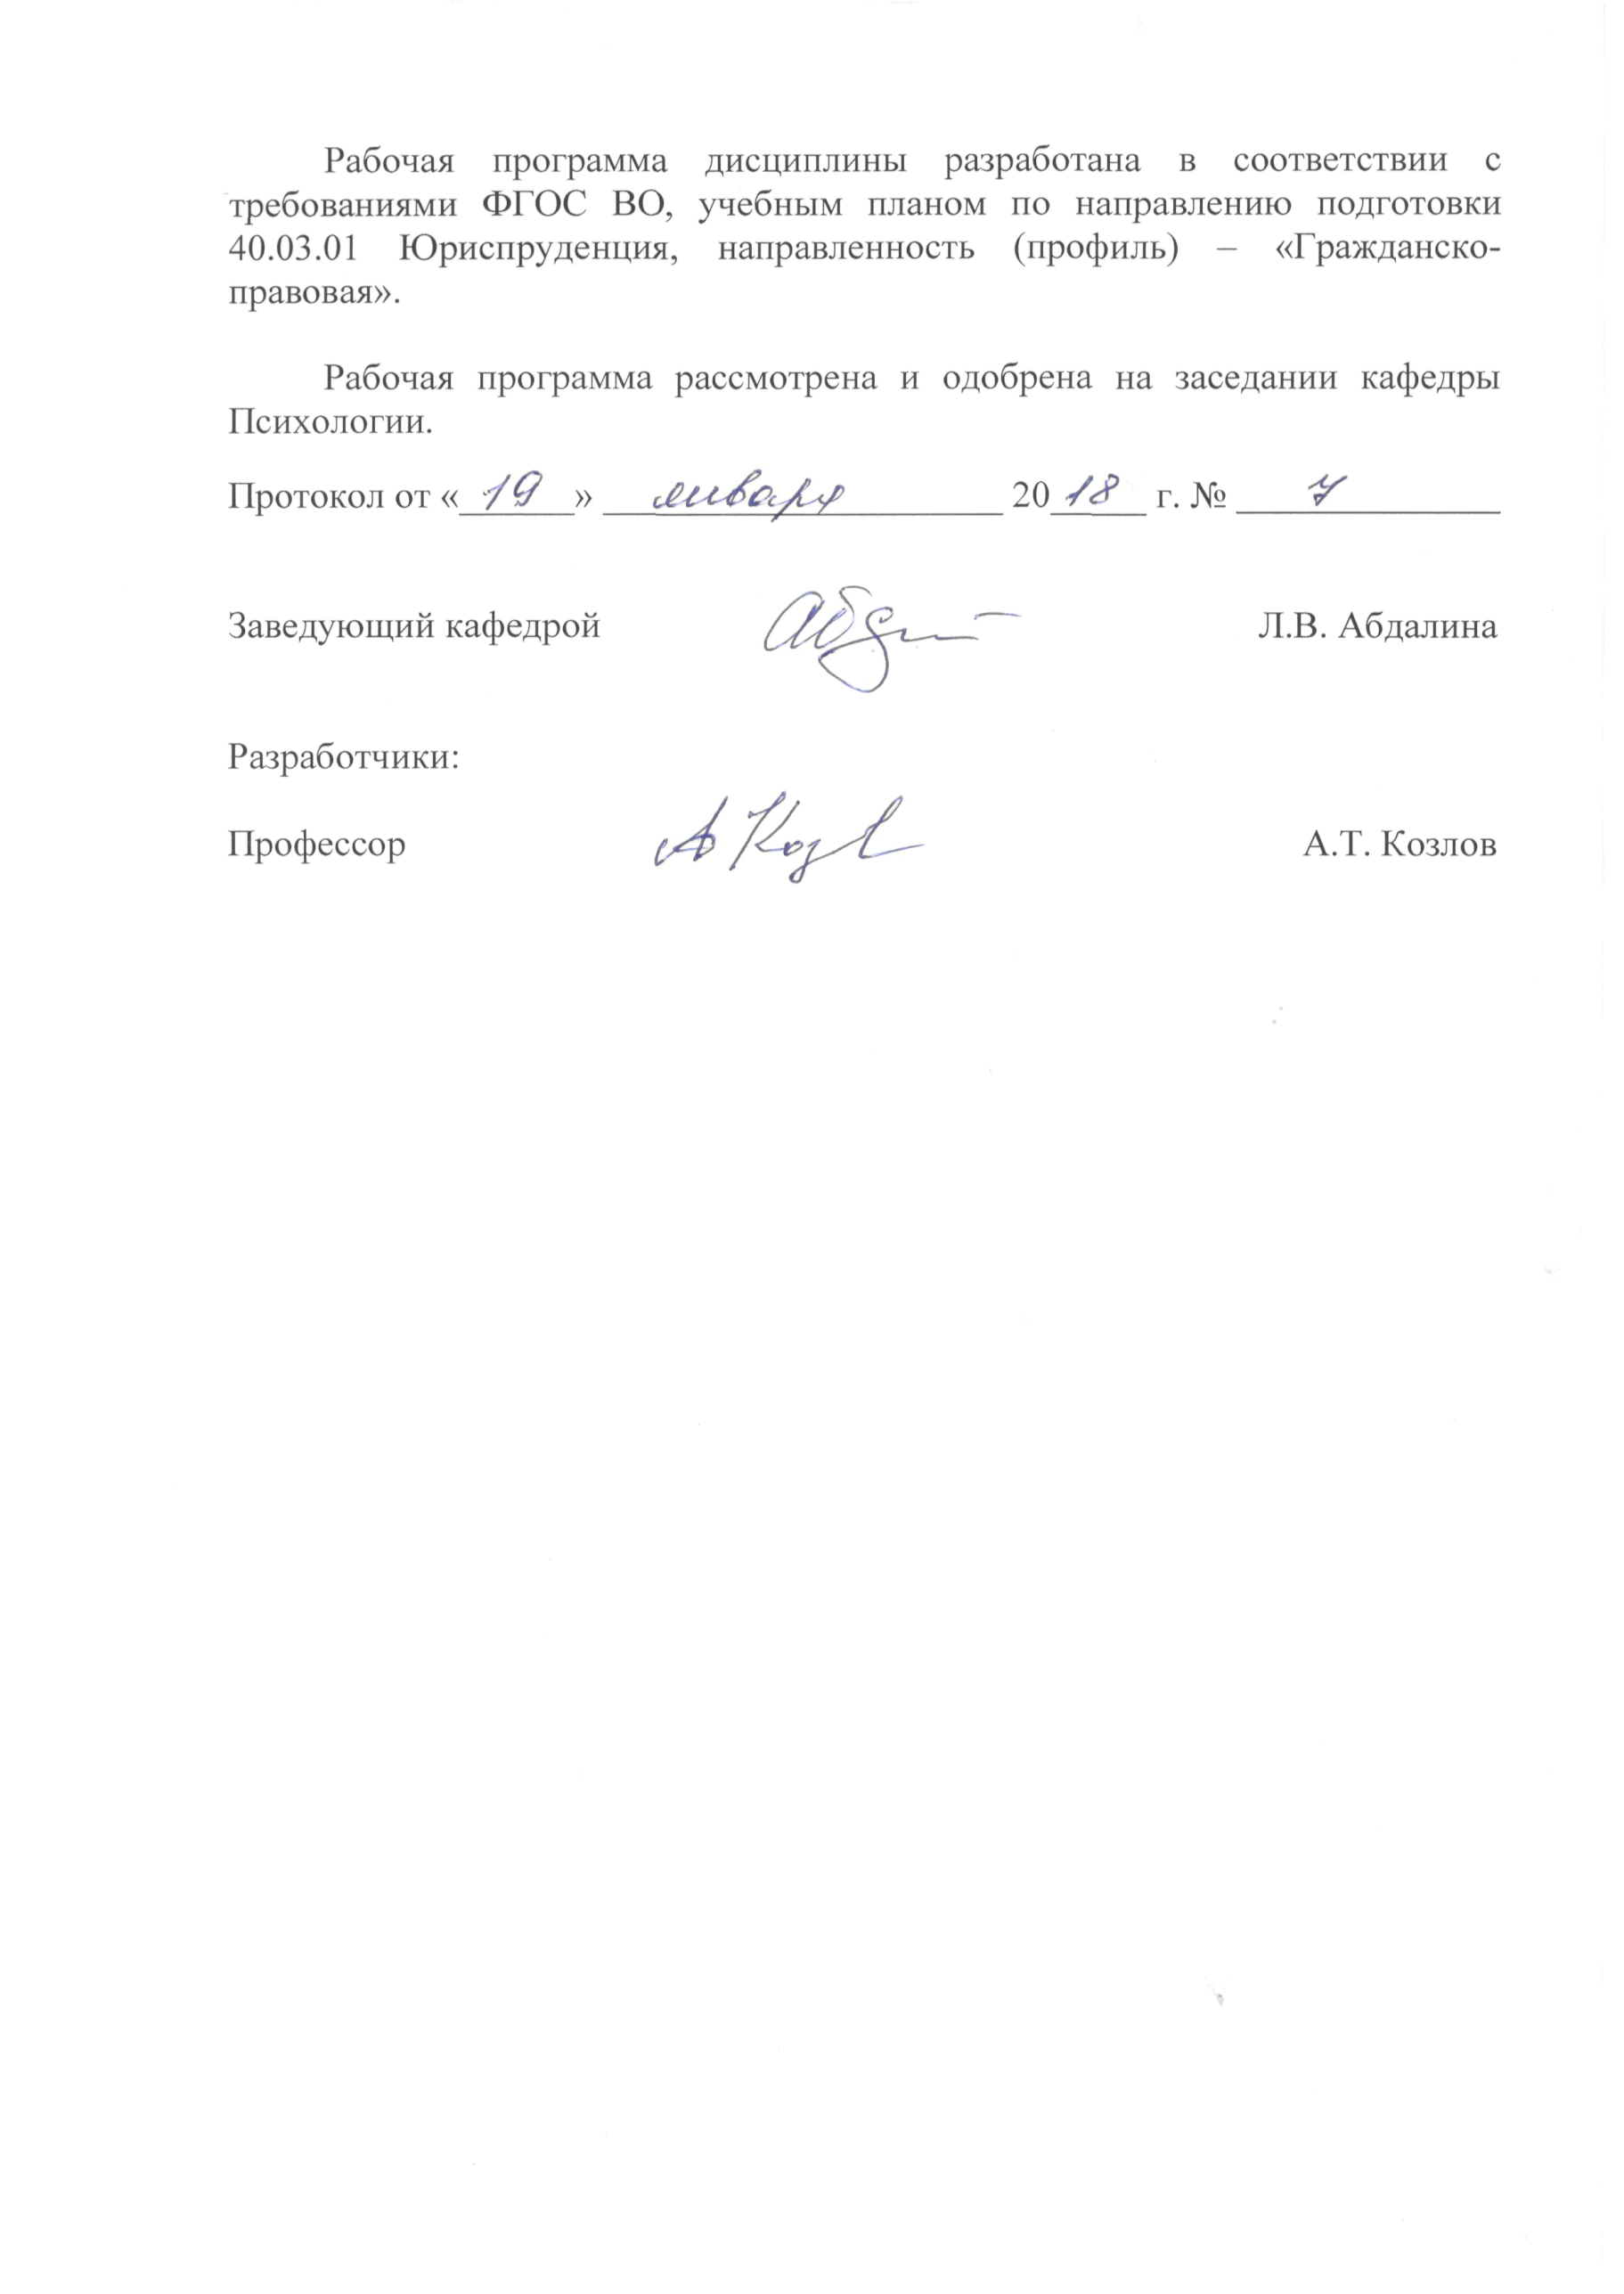 Рабочая программа дисциплины разработана в соответствии с
требованиями ФГОС ВО, учебным планом по направлению подготовки
40.03.01 Юриспруденция, направленность (профиль) – «Гражданско-
правовая».
Рабочая программа рассмотрена и одобрена на заседании кафедры
Психологии.
Протокол от «19» января 2018 г. № 7
Заведующий кафедрой Л.В. Абдалина
Разработчики:
Профессор А.Т. Козлов